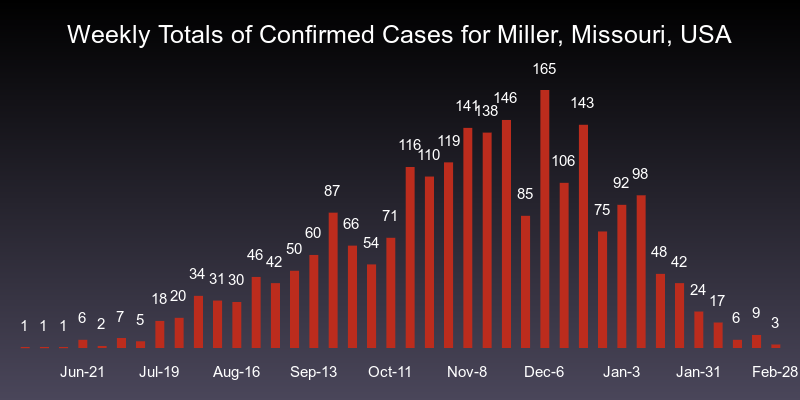 Weekly Totals of Confirmed Cases for Miller, Missouri, USA
1 1 1 6 2 7 5 18 20 34 31 30 46 42 50 60 87 66 54 71 116 110 119 141 138 146 85 165 106 143 75 92 98 48 42 24 17 6 9 3
Jun-21 Jul-19 Aug-16 Sep-13 Oct-11 Nov-8 Dec-6 Jan-3 Jan-31 Feb-28